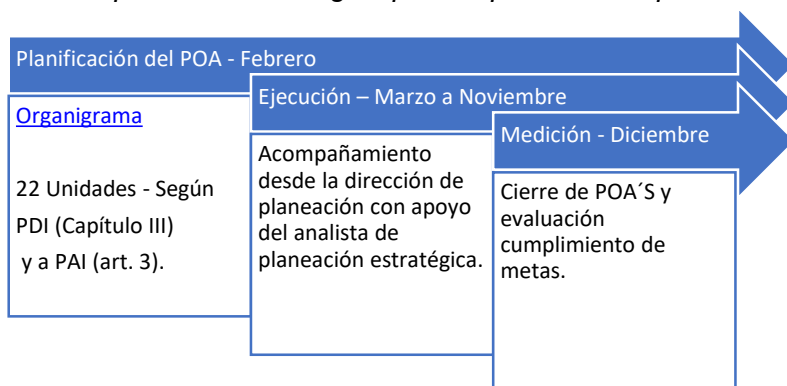 Planificación del POA - Febrero
Organigrama
22 Unidades - Según
PDI (Capítulo III)
y a PAI (art. 3).
Ejecución – Marzo a Noviembre
Acompañamiento
desde la dirección de
planeación con apoyo
del analista de
planeación estratégica.
Medición - Diciembre
Cierre de POA´S y
evaluación
cumplimiento de
metas.